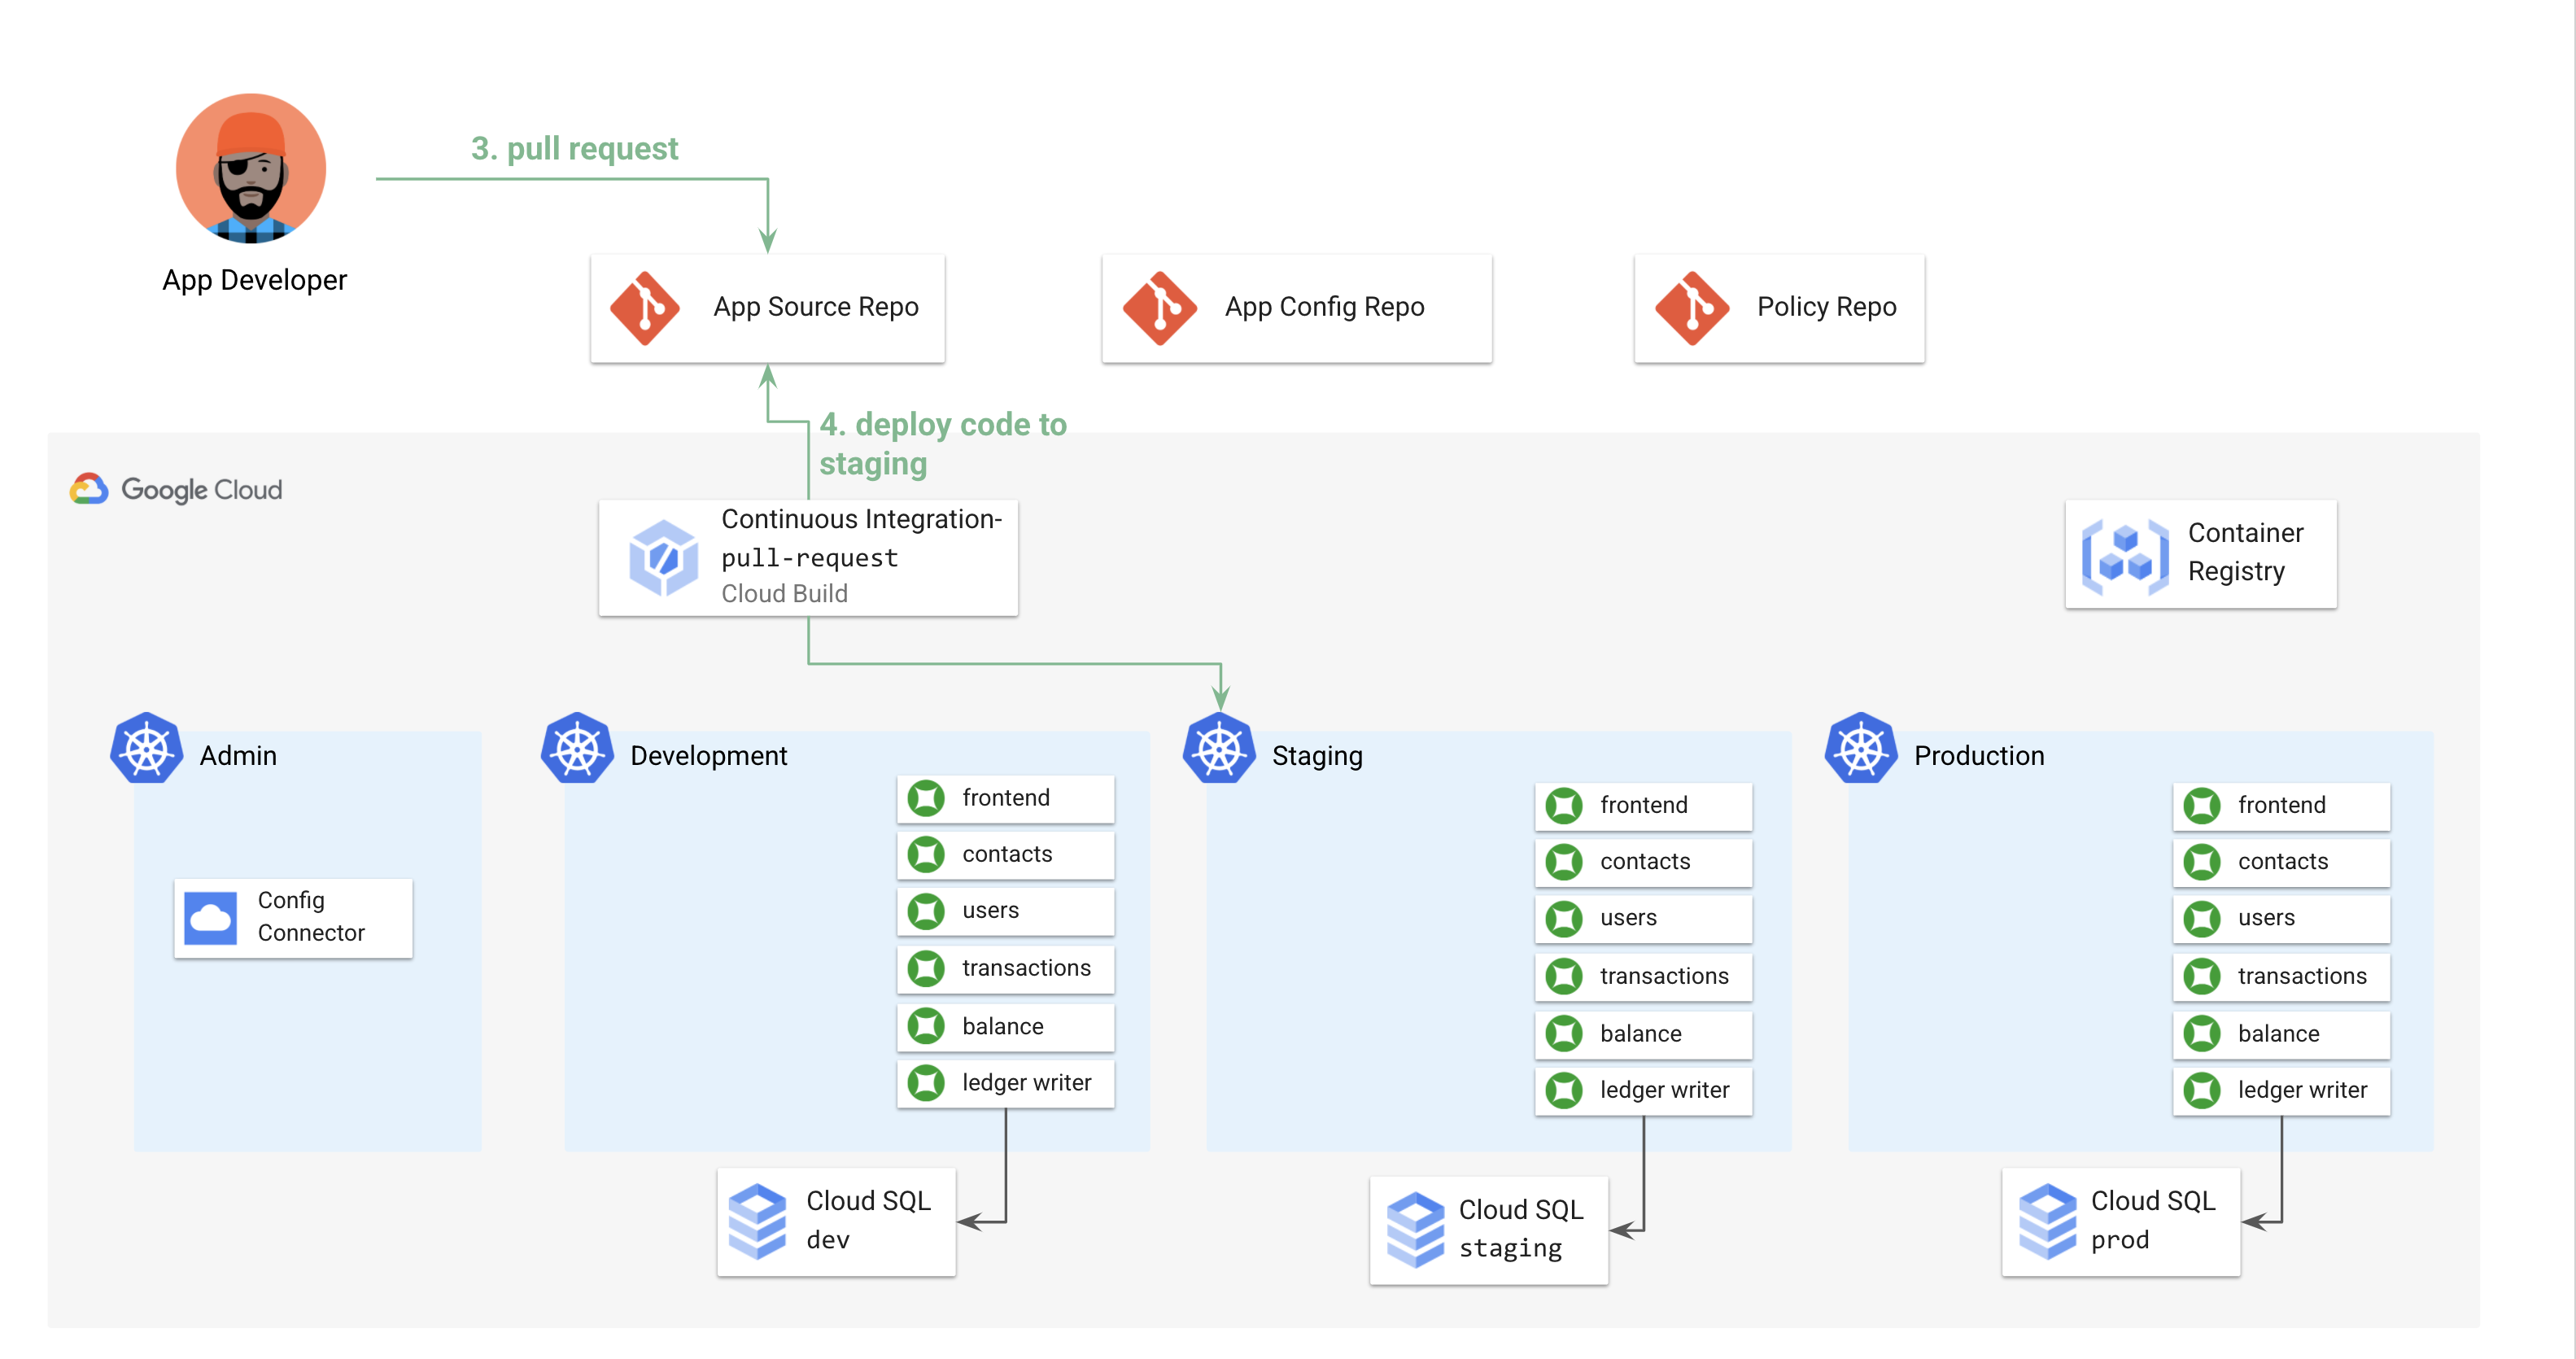 3. pull request
App Developer
App Source Repo
App Config Repo
Policy Repo
4. deploy code to
staging
Google Cloud
Continuous Integration-
pull-request
Cloud Build
Container
Registry
Admin
Config
Connector
Development
frontend
contacts
users
transactions
balance
ledger writer
Cloud SQL
dev
Staging
frontend
contacts
users
transactions
balance
ledger writer
Cloud SQL
staging
Production
frontend
contacts
users
transactions
balance
ledger writer
Cloud SQL
prod